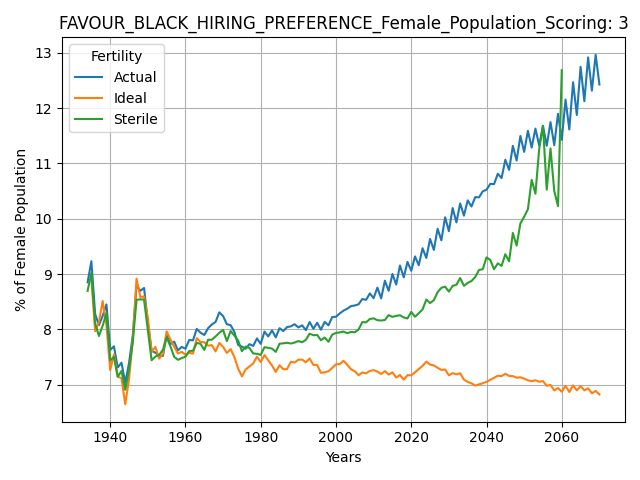 FAVOUR_BLACK_HIRING_PREFERENCE_Female_Population_Scoring: 3
Fertility
Actual
Ideal
Sterile
% of Female Population
13
12
11
10
9
8
7
1940
1960
1980
2000
2020
2040
2060
Years